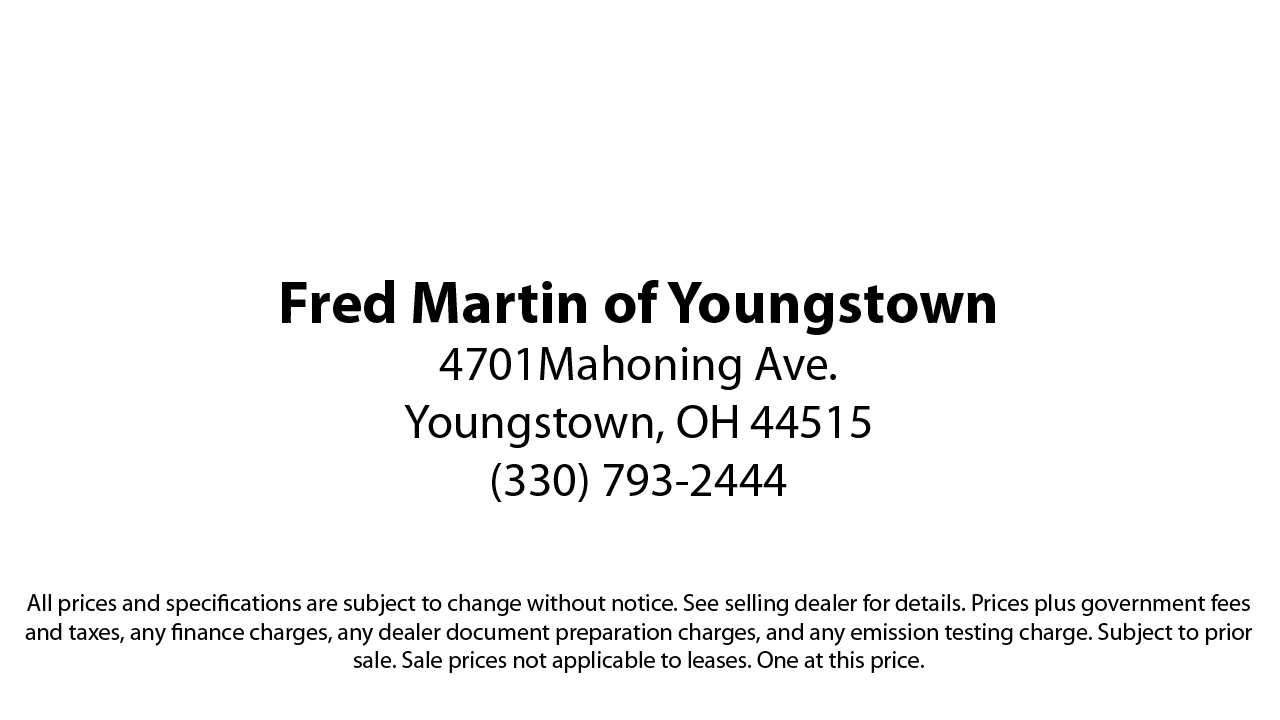 Fred Martin of Youngstown
4701Mahoning Ave.
Youngstown, OH 44515
(330) 793-2444
All prices and specifications are subject to change without notice. See selling dealer for details. Prices plus government fees
and taxes, any finance charges, any dealer document preparation charges, and any emission testing charge. Subject to prior
sale. Sale prices not applicable to leases. One at this price.